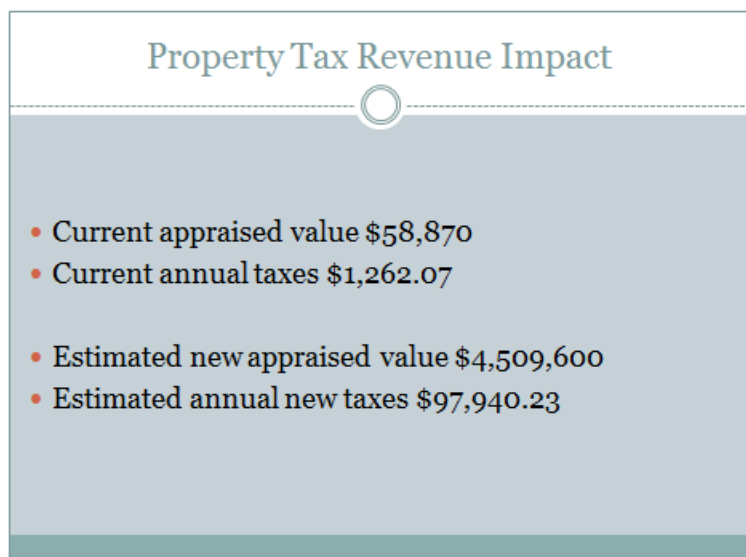 Property Tax Revenue Impact
• Current appraised value $58,870
• Current annual taxes $1,262.07
• Estimated new appraised value $4,509,600
• Estimated annual new taxes $97,940.23